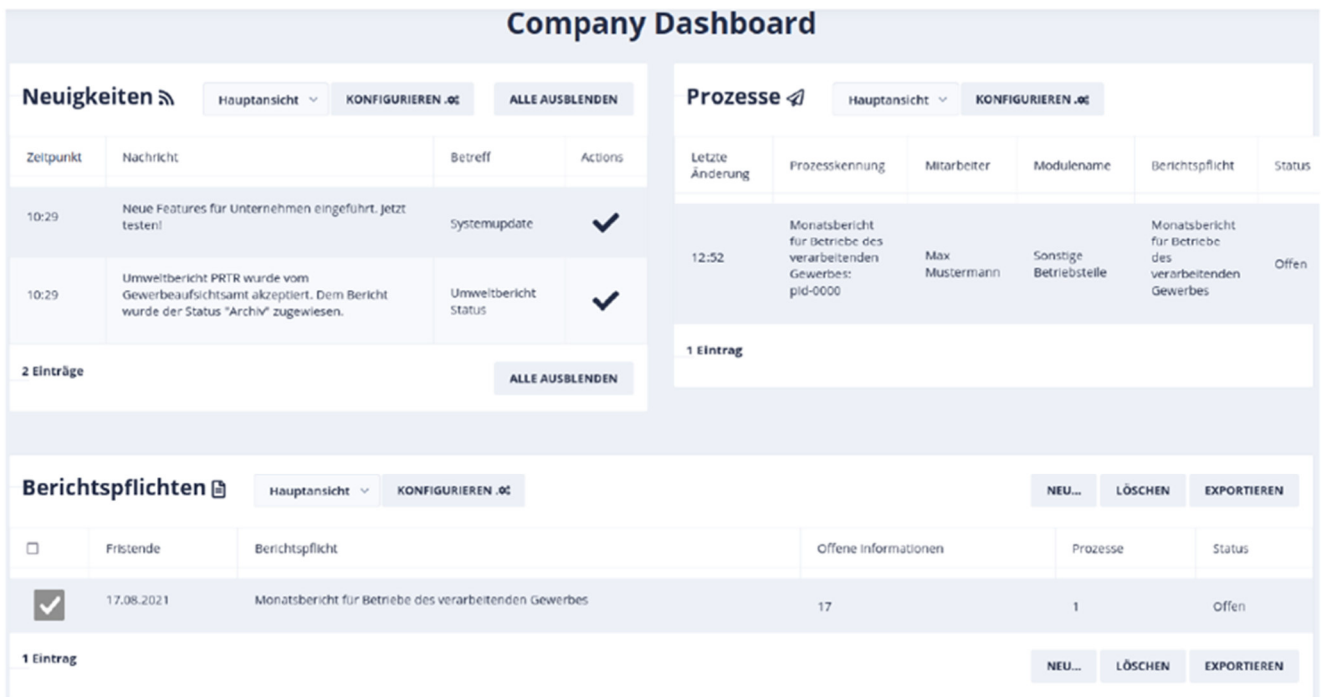 Company Dashboard
Neuigkeiten
Hauptansicht
KONFIGURIEREN
ALLE AUSBLENDEN
Zeitpunkt
Nachricht
Betreff
Actions
10:29
Neue Features für Unternehmen eingeführt. Jetzt
testen!
Systemupdate
10:29
Umweltbericht PRTR wurde vom
Gewerbeaufsichtsamt akzeptiert. Dem Bericht
wurde der Status "Archiv" zugewiesen.
Umweltbericht
Status
2 Einträge
ALLE AUSBLENDEN
Prozesse
Hauptansicht
KONFIGURIEREN
Letzte
Änderung
Prozesskennung
Mitarbeiter
Modulename
Berichtspflicht
Status
12:52
Monatsbericht
für Betriebe des
verarbeitenden
Gewerbes:
pid-0000
Max
Mustermann
Sonstige
Betriebsteile
Monatsbericht
für Betriebe
des
verarbeitenden
Gewerbes
Offen
1 Eintrag
Berichtspflichten
Hauptansicht
KONFIGURIEREN
NEU...
LÖSCHEN
EXPORTIEREN
Fristende
Berichtspflicht
Offene Informationen
Prozesse
Status
17.08.2021
Monatsbericht für Betriebe des verarbeitenden Gewerbes
17
1
Offen
1 Eintrag
NEU...
LÖSCHEN
EXPORTIEREN